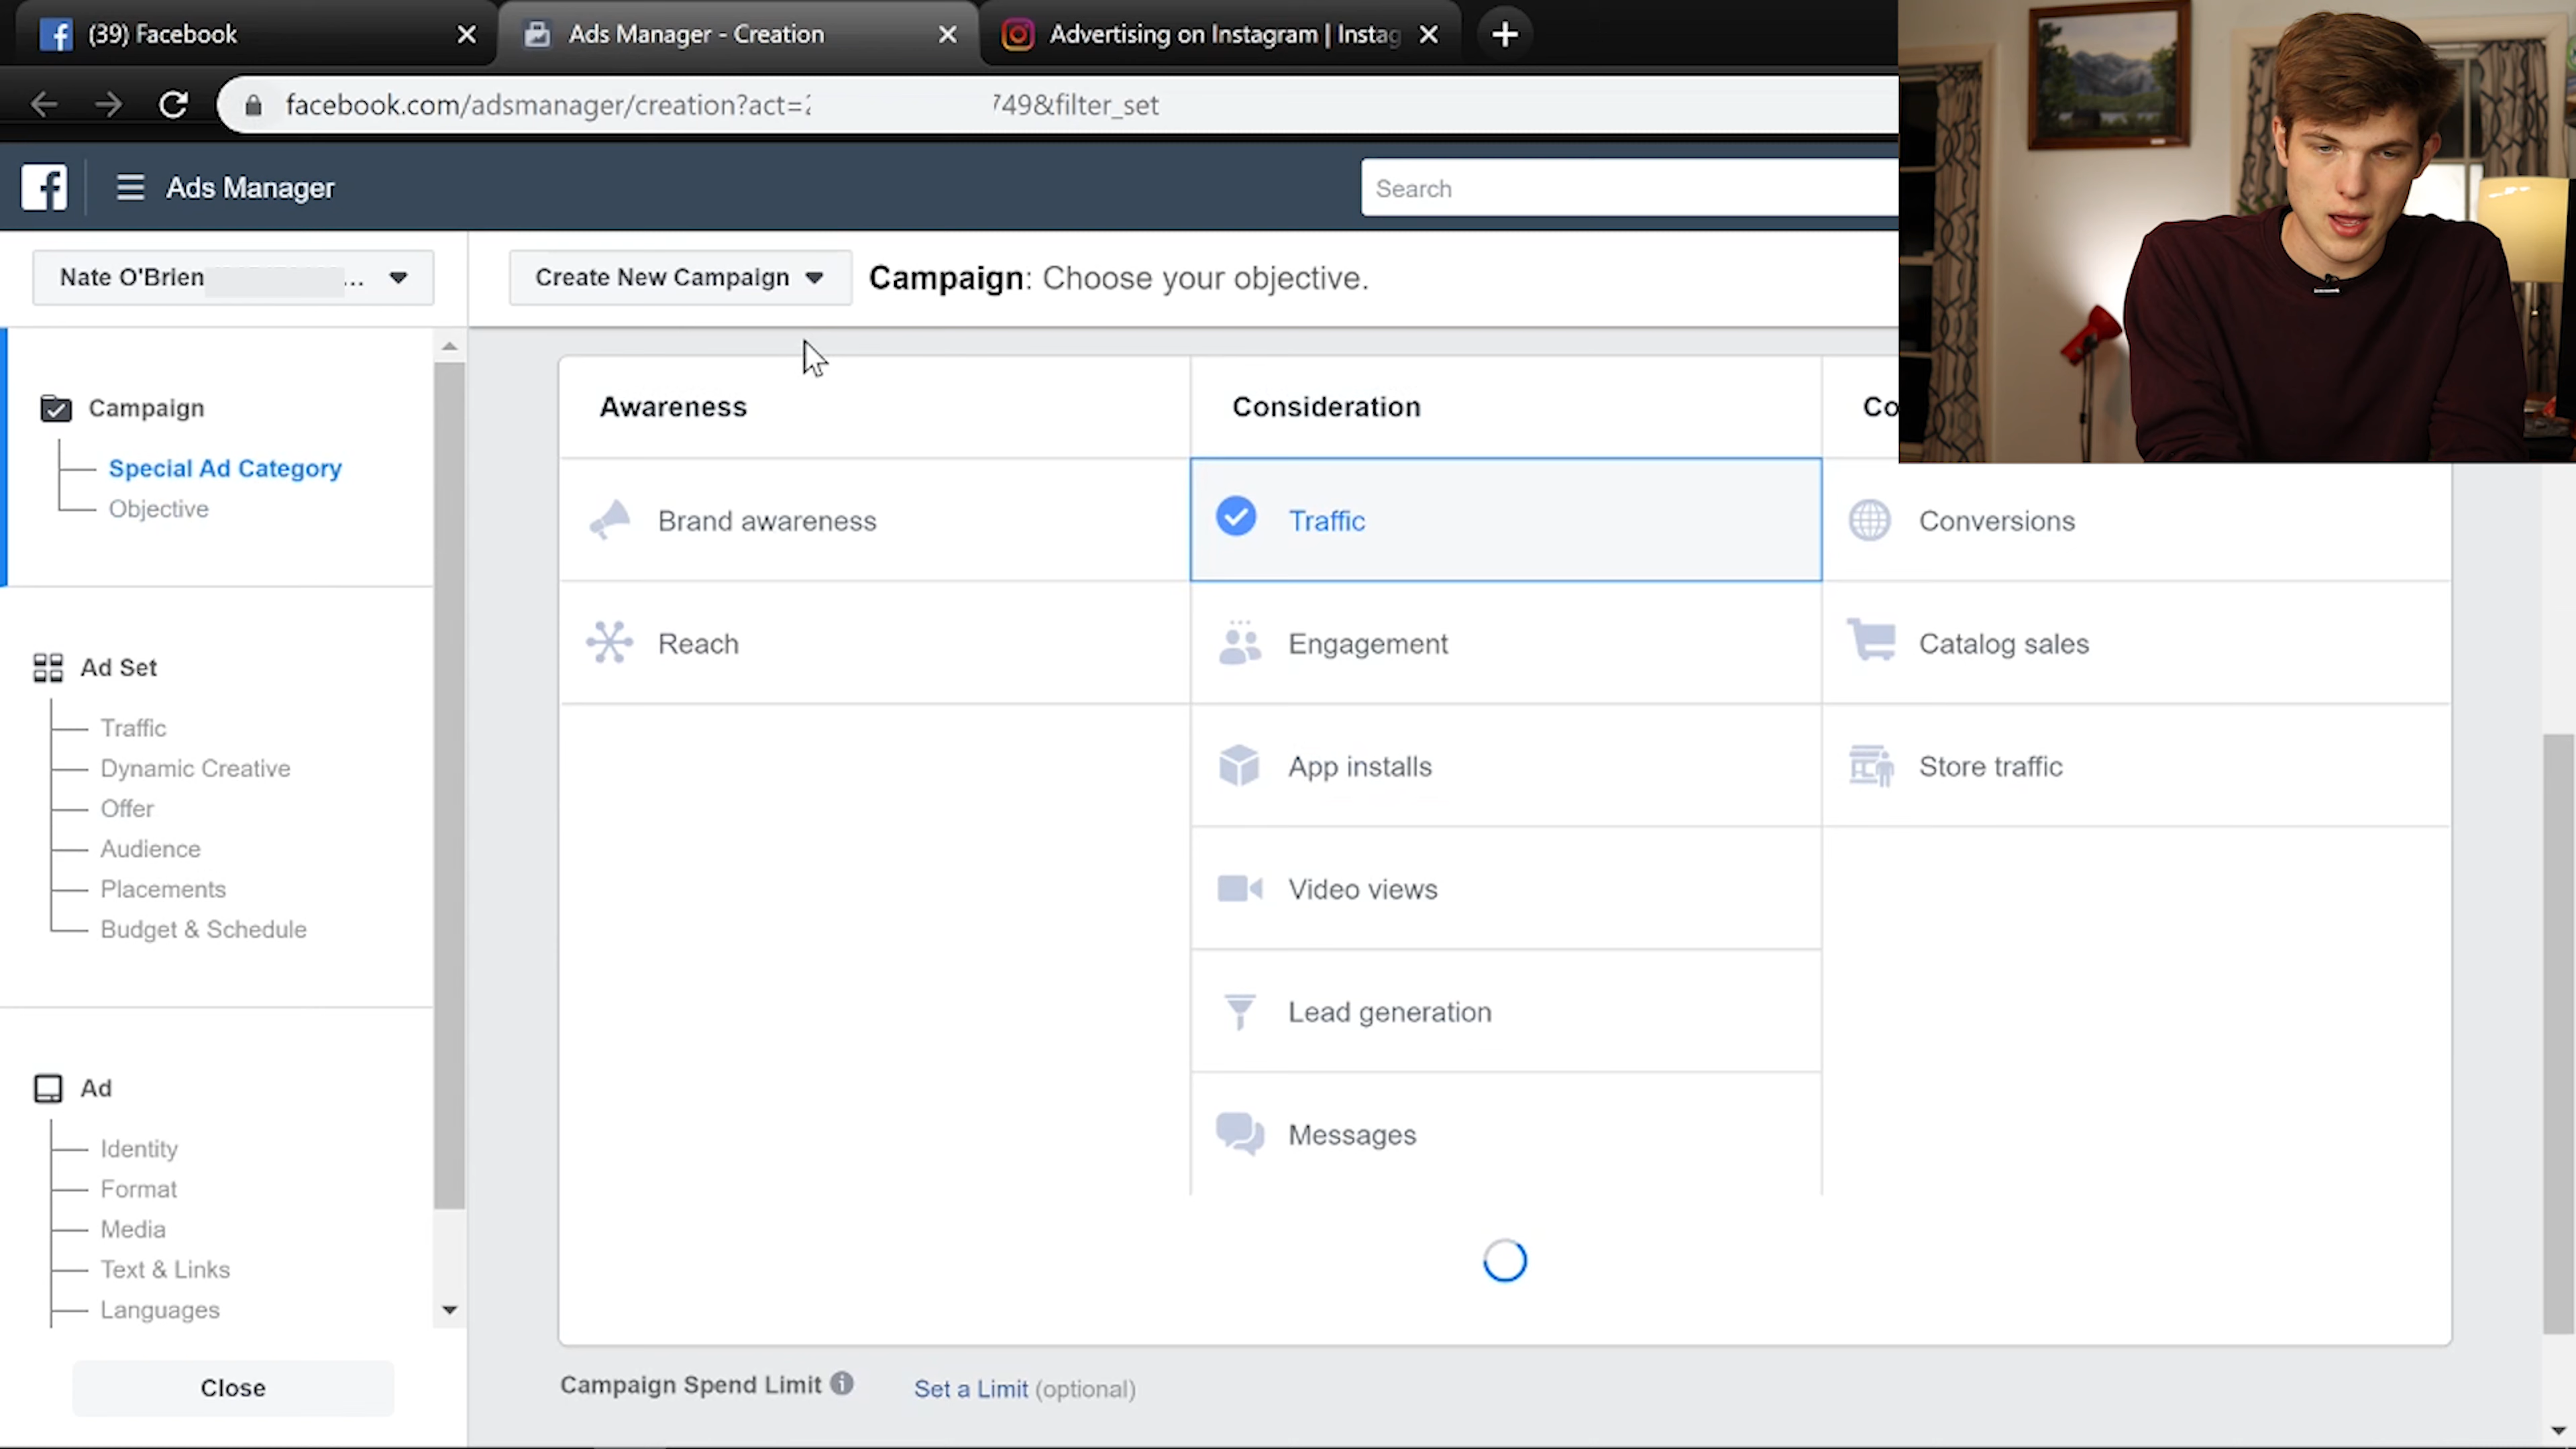 (39) Facebook
Ads Manager - Creation
Advertising on Instagram | Instag
facebook.com/adsmanager/creation?act=
749&filter_set
Ads Manager
Search
Nate O'Brien ...
Create New Campaign
Campaign: Choose your objective.
Campaign
Special Ad Category
Objective
Ad Set
Traffic
Dynamic Creative
Offer
Audience
Placements
Budget & Schedule
Ad
Identity
Format
Media
Text & Links
Languages
Close
Awareness
Brand awareness
Reach
Consideration
Traffic
Engagement
App installs
Video views
Lead generation
Messages
Co
Conversions
Catalog sales
Store traffic
Campaign Spend Limit
Set a Limit (optional)